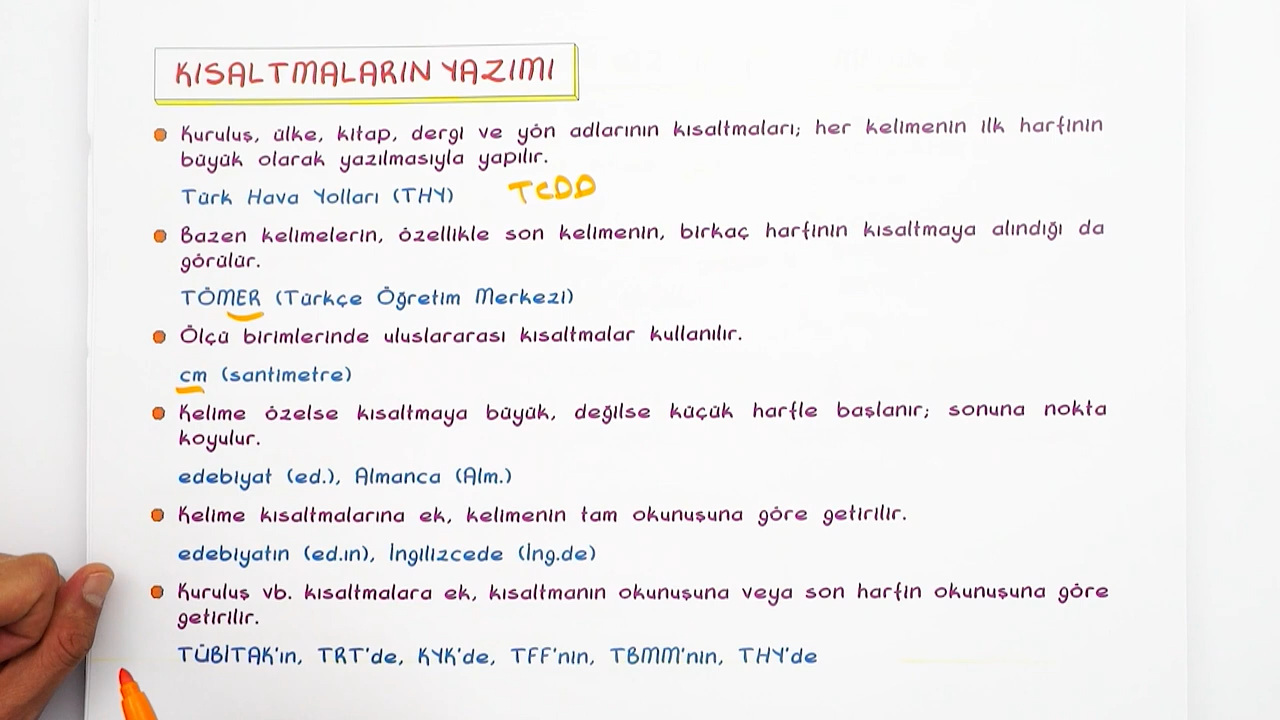 KISALTMALARIN YAZIMI
Kuruluş, ülke, kitap, dergi ve yön adlarının kısaltmaları; her kelimenin ilk harfinin
büyük olarak yazılmasıyla yapılır.
Türk Hava Yolları (THY) TCDD
Bazen kelimelerin, özellikle son kelimenin, birkaç harfinin kısaltmaya alındığı da
görülür.
TÖMER (Türkçe Öğretim Merkezi)
Ölçü birimlerinde uluslararası kısaltmalar kullanılır.
cm (santimetre)
Kelime özelse kısaltmaya büyük, değilse küçük harfle başlanır; sonuna nokta
koyulur.
edebiyat (ed.), Almanca (Alm.)
Kelime kısaltmalarına ek, kelimenin tam okunuşuna göre getirilir.
edebiyatın (ed.ın), İngilizcede (İng.de)
Kuruluş vb. kısaltmalara ek, kısaltmanın okunuşuna veya son harfin okunuşuna göre
getirilir.
TÜBİTAK'ın, TRT'de, KYK'de, TFF'nin, TBMM'nin, THY'de